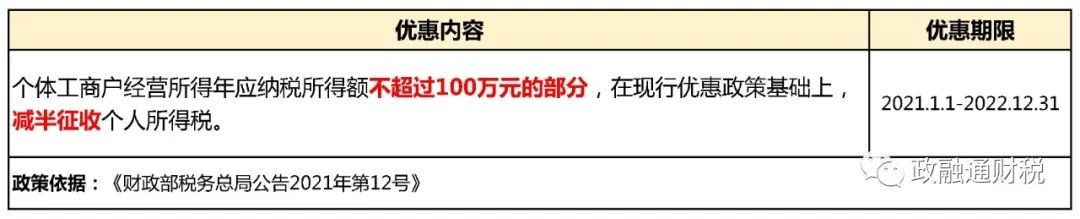 优惠内容 优惠期限
个体工商户经营所得年应纳税所得额不超过100万元的部分，在现行优惠政策基础上，
减半征收个人所得税。
2021.1.1-2022.12.31
政策依据：《财政部税务总局公告2021年第12号》
政融通财税